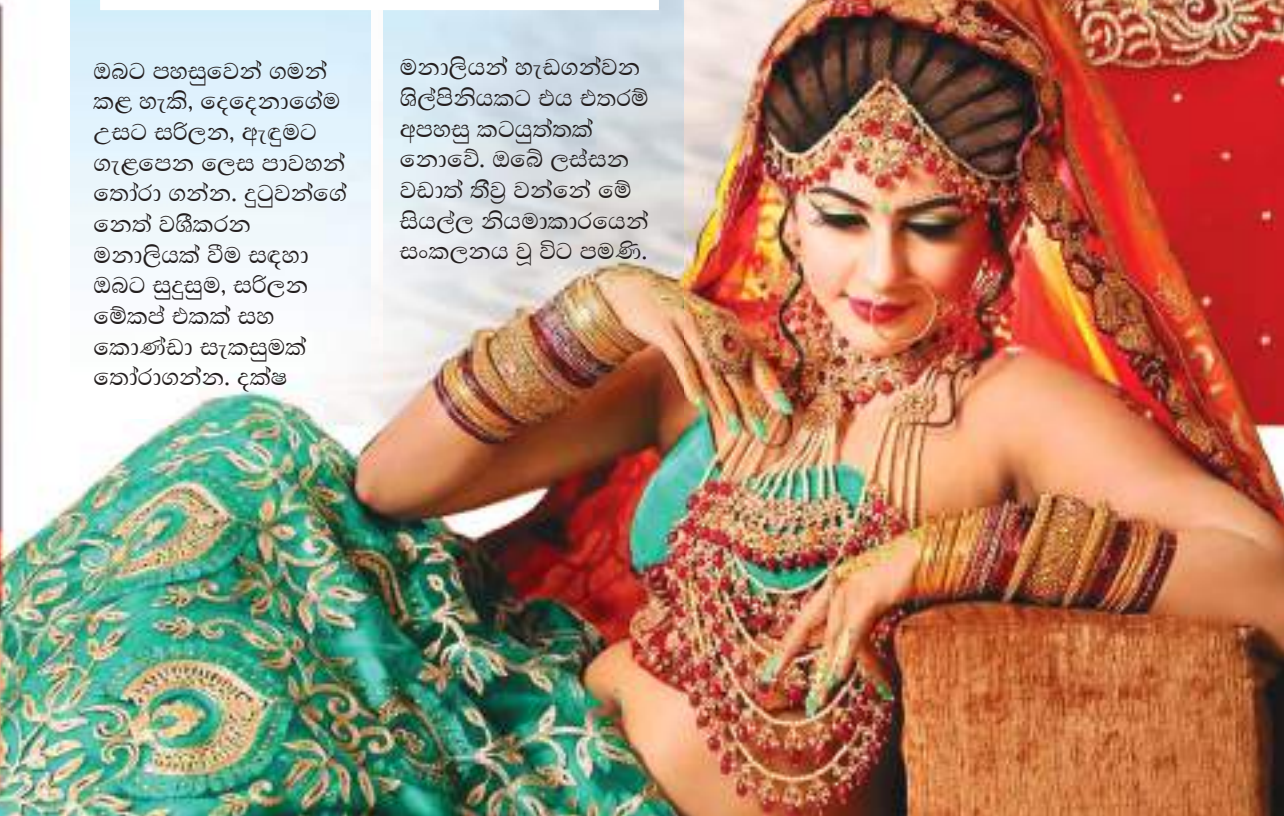 ඔබට පහසුවෙන් ගමන්
කළ හැකි, දෙදෙනාගේම
උසට සරිලන, ඇඳුමට
ගැළපෙන ලෙස පාවහන්
තෝරා ගන්න. දුටුවන්ගේ
නෙත් වශීකරන
මනාලියක් වීම සඳහා
ඔබට සුදුසුම, සරිලන
මේකප් එකක් සහ
කොණ්ඩා සැකසුමක්
තෝරාගන්න. දක්ෂ
මනාලියන් හැඩගන්වන
ශිල්පිනියකට එය එතරම්
අපහසු කටයුත්තක්
නොවේ. ඔබේ ලස්සන
වඩාත් තීව්‍ර වන්නේ මේ
සියල්ල නියමාකාරයෙන්
සංකලනය වූ විට පමණි.